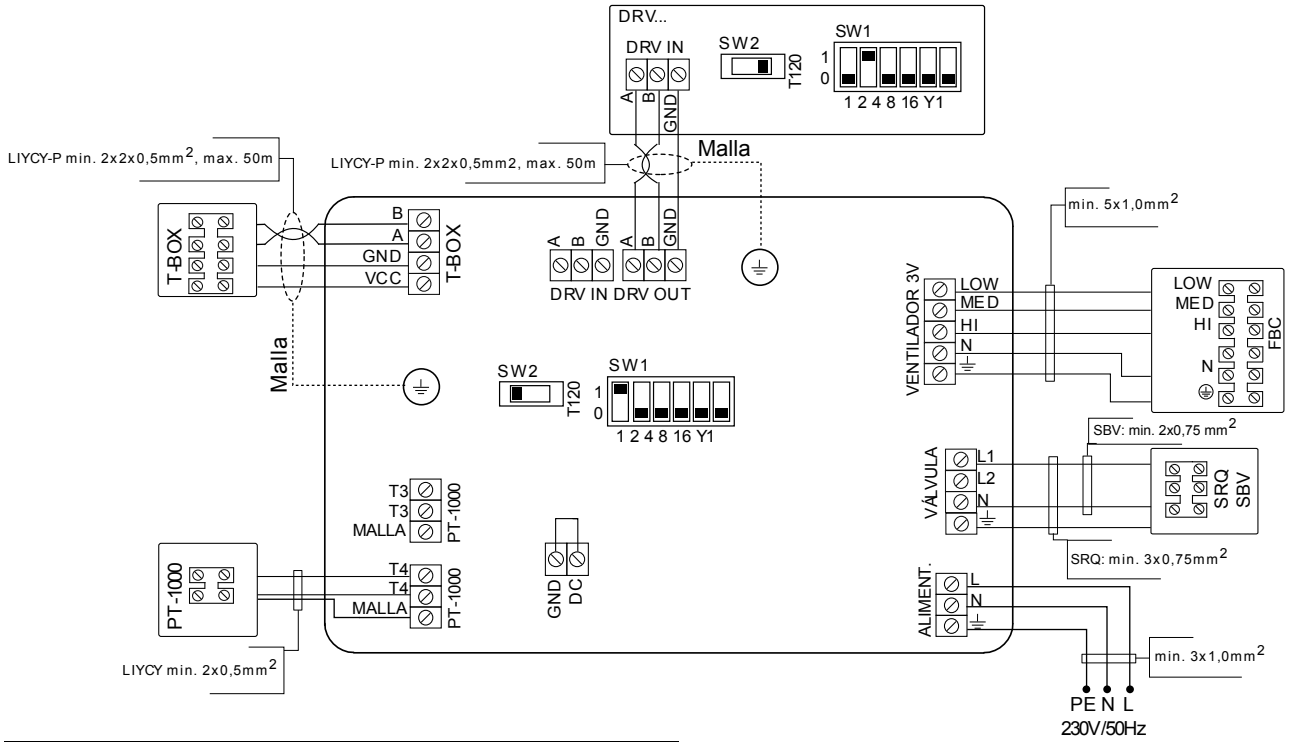 DRV...
DRV IN
A
B
GND
SW2
T120
SW1
1
0
1 2 4 8 16 Y1
LIYCY-P min. 2x2x0,5mm², max. 50m
LIYCY-P min. 2x2x0,5mm2, max. 50m
Malla
T-BOX
B
A
GND
VCC
T-BOX
Malla
A
B
GND
DRV IN
A
B
GND
DRV OUT
min. 5x1,0mm²
VENTILADOR 3V
LOW
MED
HI
N
LOW
MED
HI
N
FBC
SW2
T120
SW1
1
0
1 2 4 8 16 Y1
SBV: min. 2x0,75 mm²
VÁLVULA
L1
L2
N
SRQ
SBV
SRQ: min. 3x0,75mm²
T3
T3
MALLA
PT-1000
GND
DC
PT-1000
T4
T4
MALLA
PT-1000
LIYCY min. 2x0,5mm²
ALIMENT.
L
N
min. 3x1,0mm²
PE N L
230V/50Hz